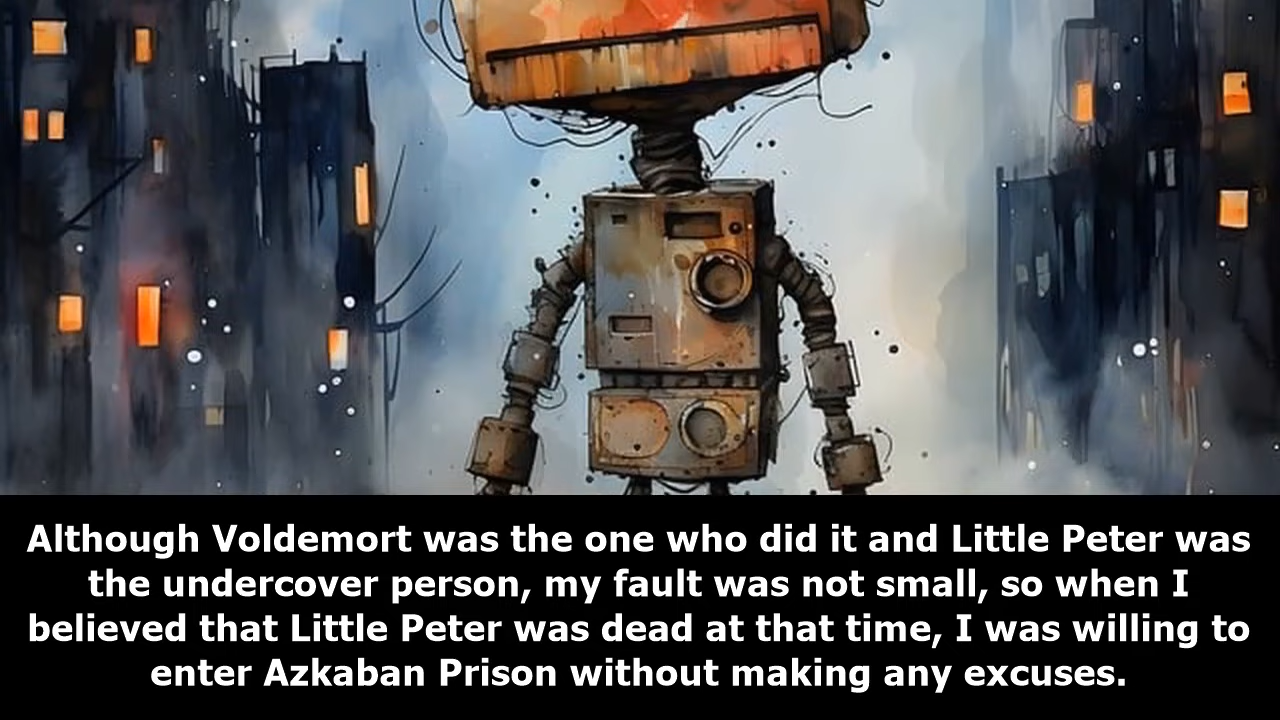 Although Voldemort was the one who did it and Little Peter was
the undercover person, my fault was not small, so when I
believed that Little Peter was dead at that time, I was willing to
enter Azkaban Prison without making any excuses.